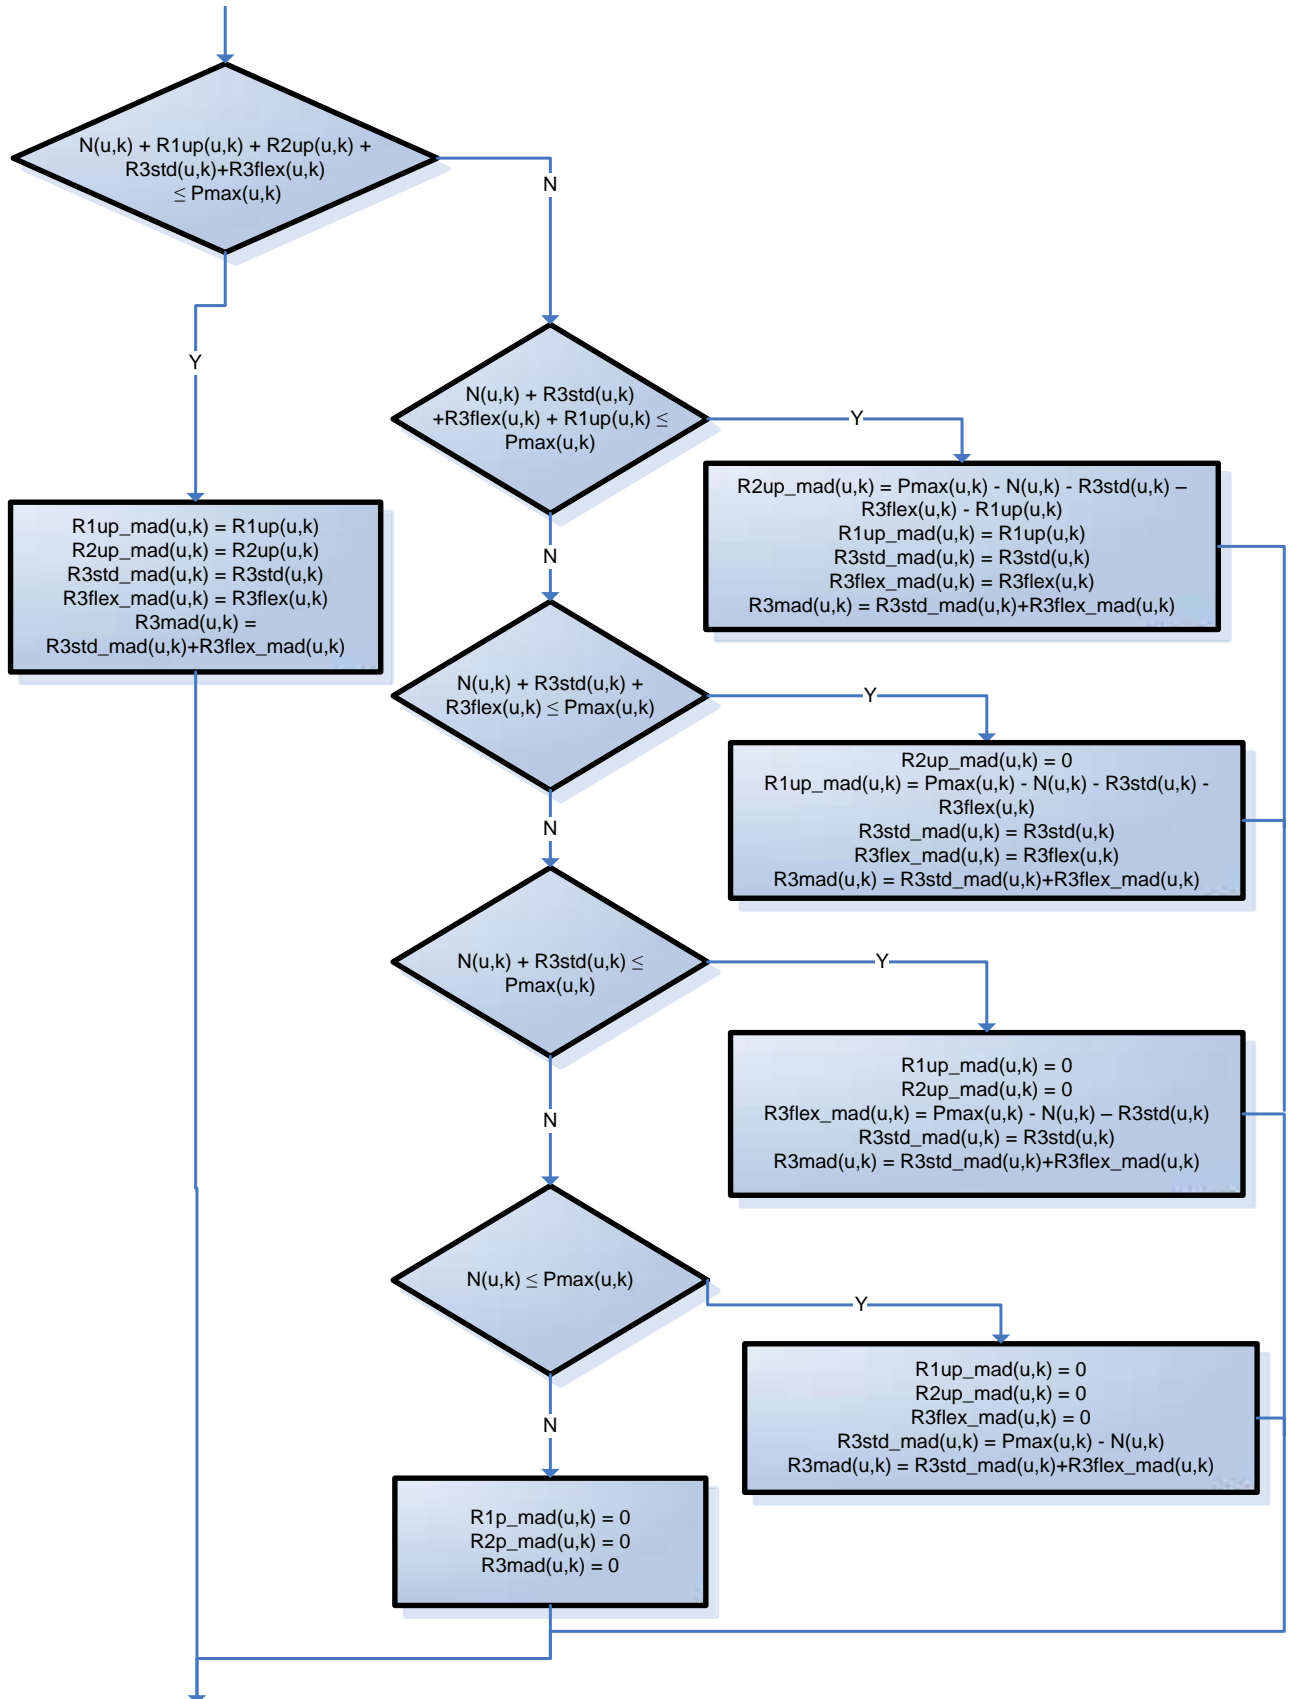 N(u,k) + R1up(u,k) + R2up(u,k) +
R3std(u,k)+R3flex(u,k)
≤ Pmax(u,k)
N
Y
N(u,k) + R3std(u,k)
+R3flex(u,k) + R1up(u,k) ≤
Pmax(u,k)
Y
R2up_mad(u,k) = Pmax(u,k) - N(u,k) - R3std(u,k) –
R3flex(u,k) - R1up(u,k)
R1up_mad(u,k) = R1up(u,k)
R3std_mad(u,k) = R3std(u,k)
R3flex_mad(u,k) = R3flex(u,k)
R3mad(u,k) = R3std_mad(u,k)+R3flex_mad(u,k)
R1up_mad(u,k) = R1up(u,k)
R2up_mad(u,k) = R2up(u,k)
R3std_mad(u,k) = R3std(u,k)
R3flex_mad(u,k) = R3flex(u,k)
R3mad(u,k) =
R3std_mad(u,k)+R3flex_mad(u,k)
N
N(u,k) + R3std(u,k) +
R3flex(u,k) ≤ Pmax(u,k)
Y
R2up_mad(u,k) = 0
R1up_mad(u,k) = Pmax(u,k) - N(u,k) - R3std(u,k) -
R3flex(u,k)
R3std_mad(u,k) = R3std(u,k)
R3flex_mad(u,k) = R3flex(u,k)
R3mad(u,k) = R3std_mad(u,k)+R3flex_mad(u,k)
N
N(u,k) + R3std(u,k) ≤
Pmax(u,k)
Y
R1up_mad(u,k) = 0
R2up_mad(u,k) = 0
R3flex_mad(u,k) = Pmax(u,k) - N(u,k) – R3std(u,k)
R3std_mad(u,k) = R3std(u,k)
R3mad(u,k) = R3std_mad(u,k)+R3flex_mad(u,k)
N
N(u,k) ≤ Pmax(u,k)
Y
R1up_mad(u,k) = 0
R2up_mad(u,k) = 0
R3flex_mad(u,k) = 0
R3std_mad(u,k) = Pmax(u,k) - N(u,k)
R3mad(u,k) = R3std_mad(u,k)+R3flex_mad(u,k)
N
R1p_mad(u,k) = 0
R2p_mad(u,k) = 0
R3mad(u,k) = 0